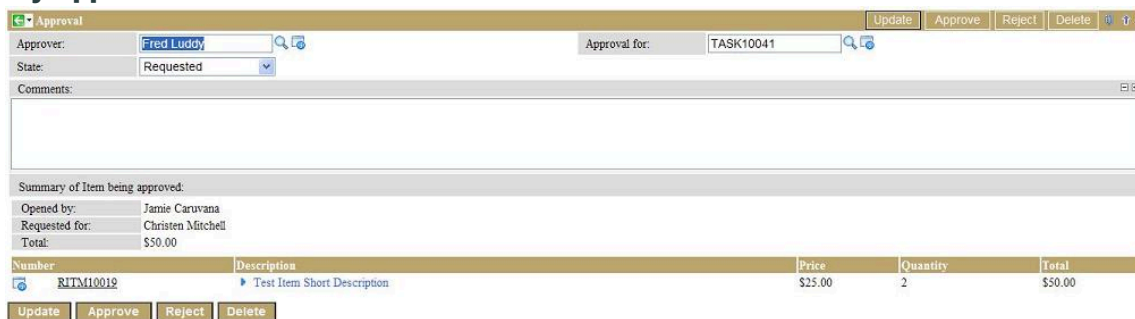 Approval Update Approve Reject Delete
Approver: Fred Luddy Approval for: TASK10041
State: Requested
Comments:
Summary of Item being approved:
Opened by: Jamie Caruvana
Requested for: Christen Mitchell
Total: $50.00
Number Description Price Quantity Total
RITM10019 Test Item Short Description $25.00 2 $50.00
Update Approve Reject Delete